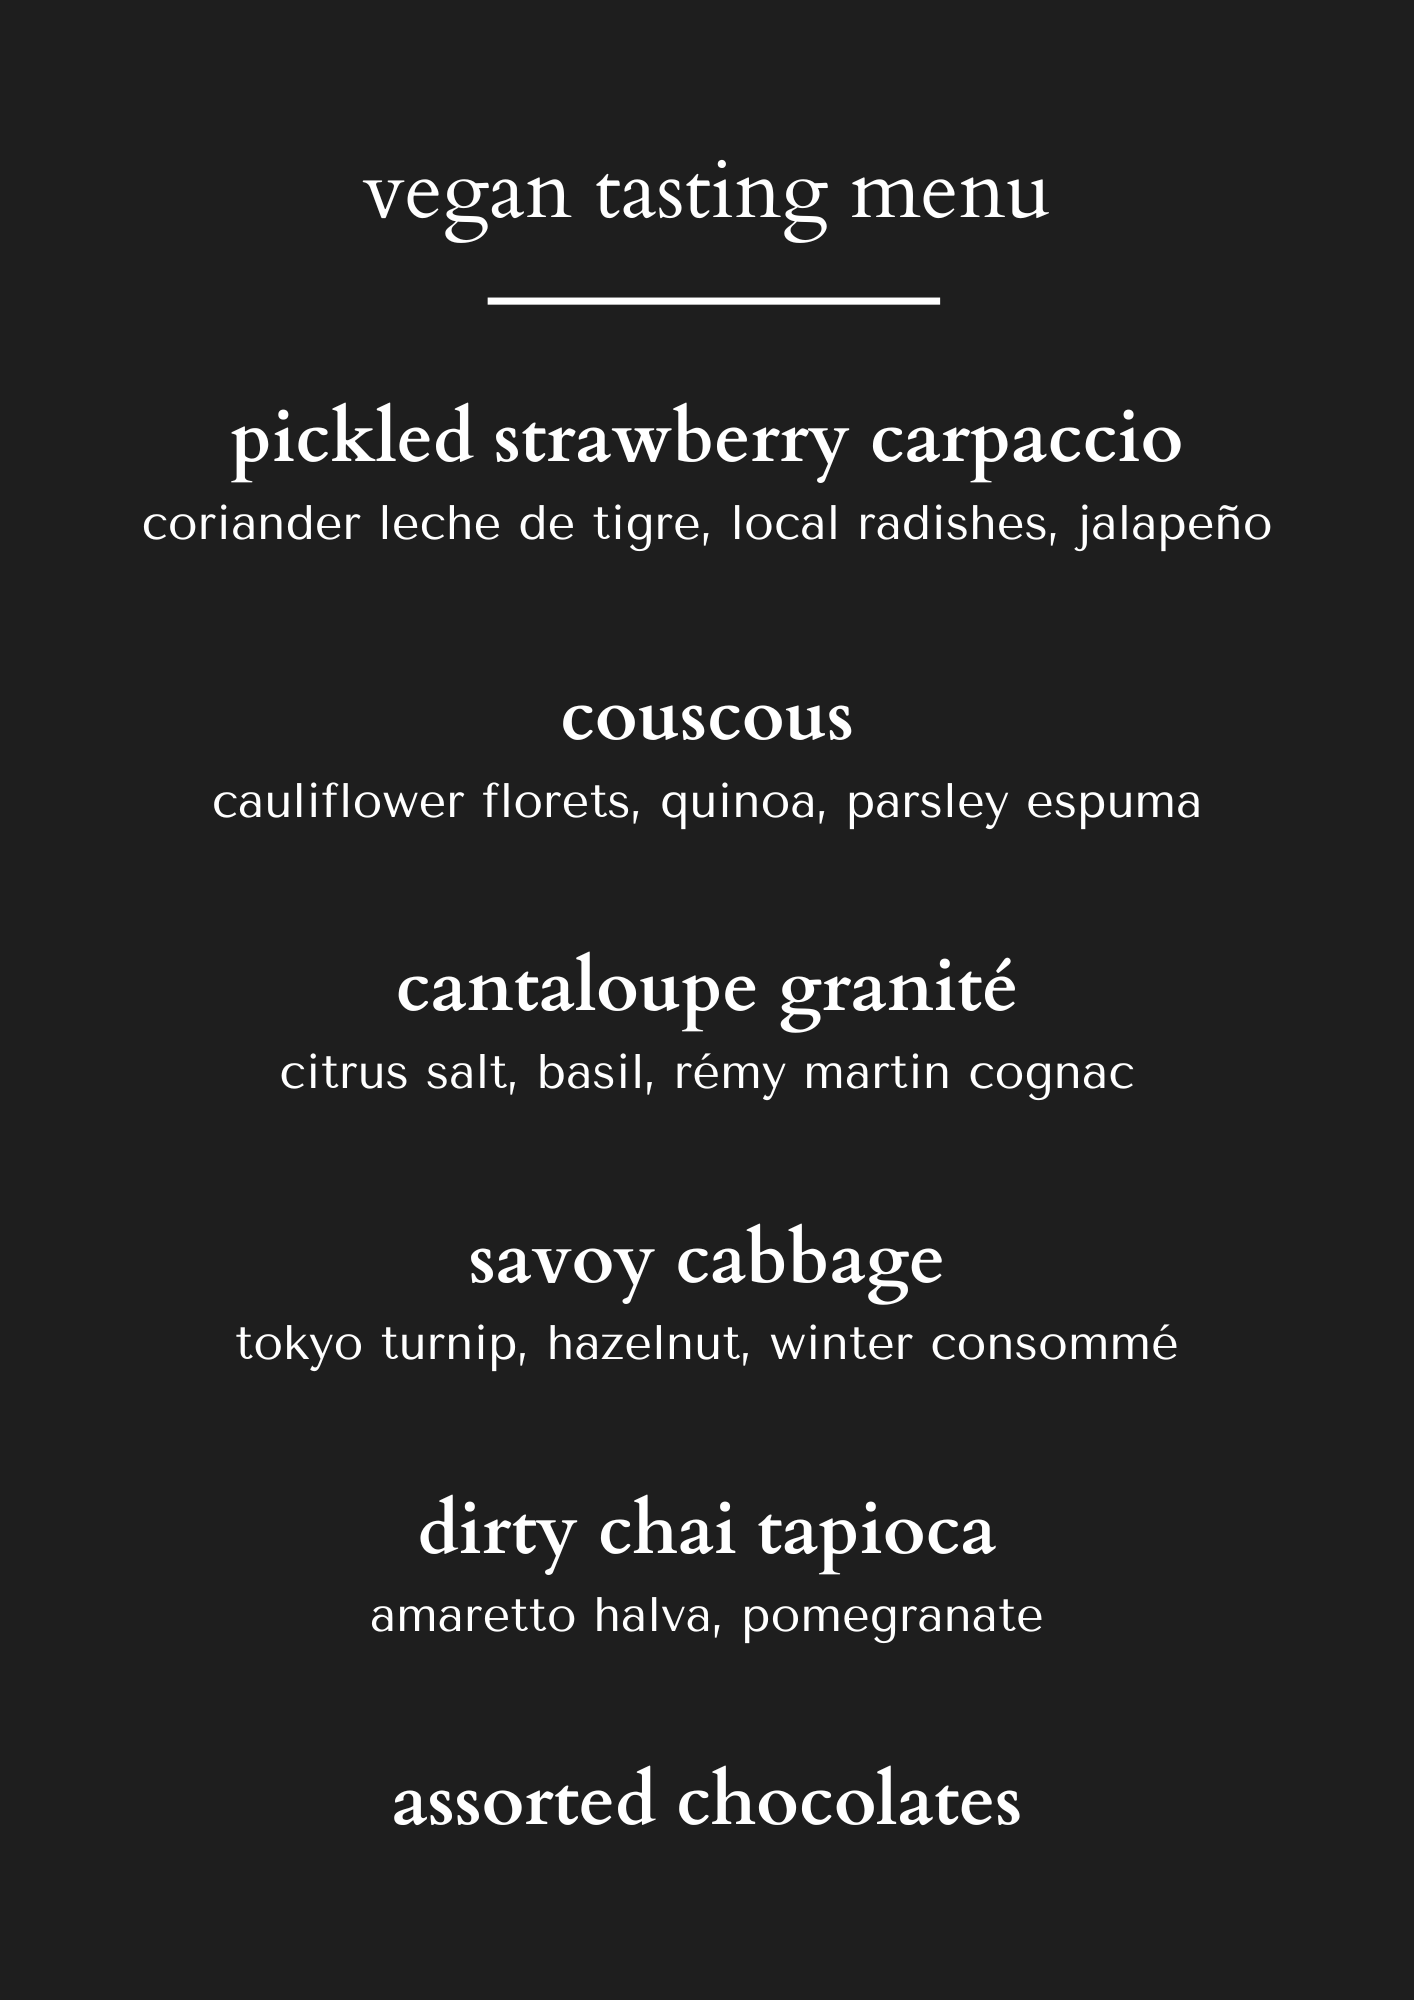 vegan tasting menu
pickled strawberry carpaccio
coriander leche de tigre, local radishes, jalapeño
couscous
cauliflower florets, quinoa, parsley espuma
cantaloupe granité
citrus salt, basil, rémy martin cognac
savoy cabbage
tokyo turnip, hazelnut, winter consommé
dirty chai tapioca
amaretto halva, pomegranate
assorted chocolates